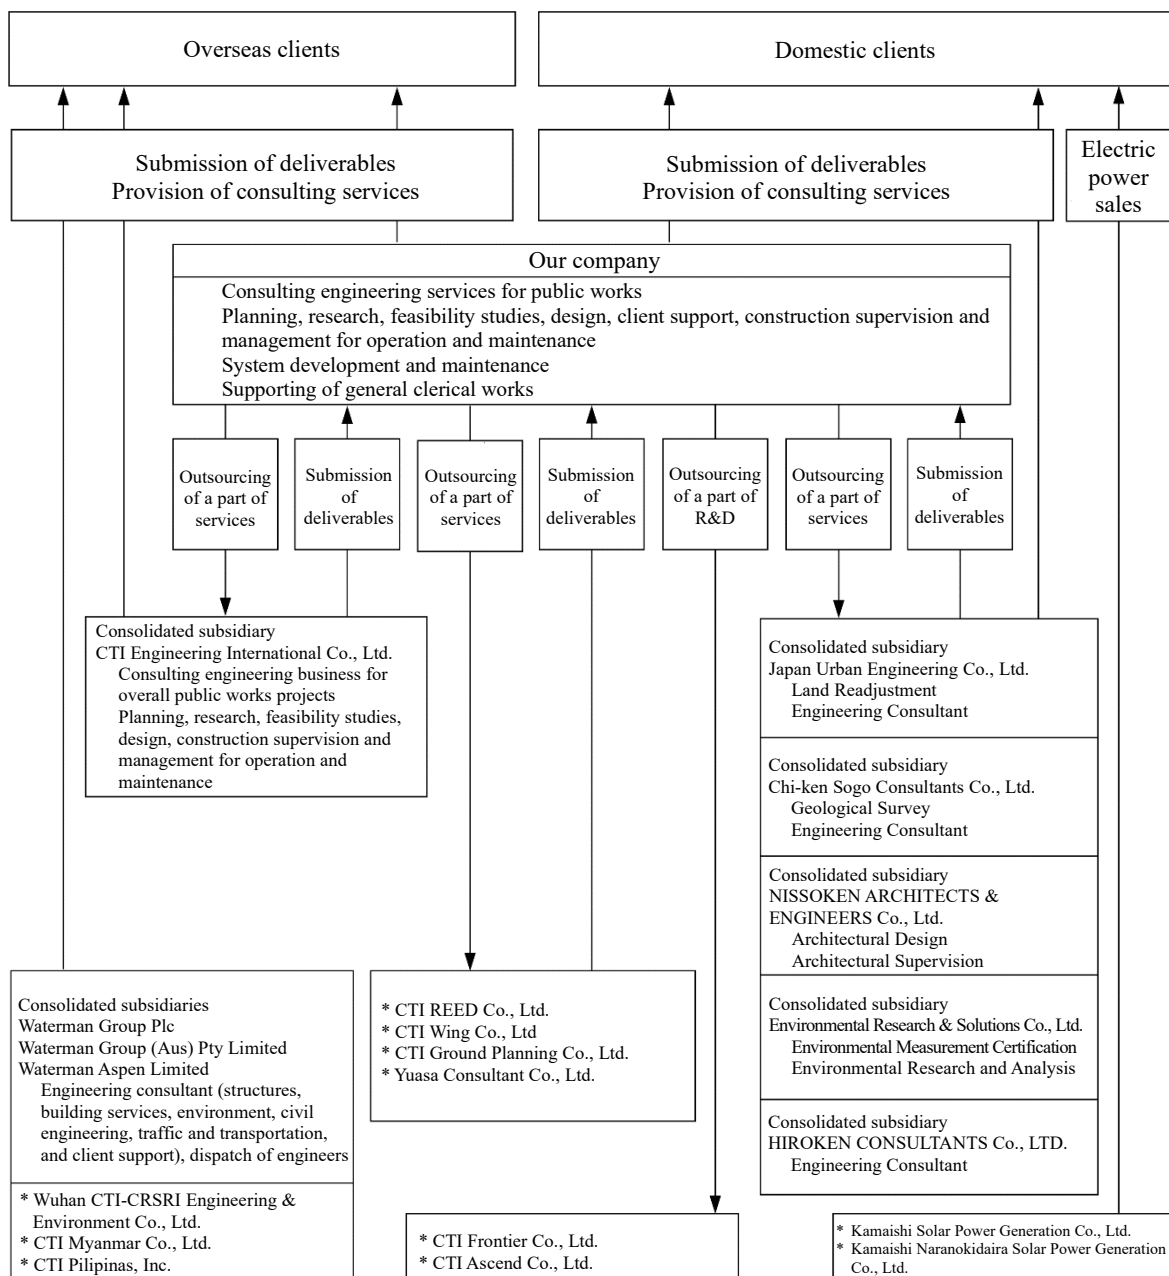 Overseas clients
Domestic clients
Submission of deliverables
Provision of consulting services
Submission of deliverables
Provision of consulting services
Electric
power
sales
Our company
Consulting engineering services for public works
Planning, research, feasibility studies, design, client support, construction supervision and
management for operation and maintenance
System development and maintenance
Supporting of general clerical works
Outsourcing
of a part of
services
Submission
of
deliverables
Outsourcing
of a part of
services
Submission
of
deliverables
Outsourcing
of a part of
R&D
Outsourcing
of a part of
services
Submission
of
deliverables
Consolidated subsidiary
CTI Engineering International Co., Ltd.
Consulting engineering business for
overall public works projects
Planning, research, feasibility studies,
design, construction supervision and
management for operation and
maintenance
Consolidated subsidiary
Japan Urban Engineering Co., Ltd.
Land Readjustment
Engineering Consultant
Consolidated subsidiary
Chi-ken Sogo Consultants Co., Ltd.
Geological Survey
Engineering Consultant
Consolidated subsidiary
NISSOKEN ARCHITECTS &
ENGINEERS Co., Ltd.
Architectural Design
Architectural Supervision
Consolidated subsidiary
Environmental Research & Solutions Co., Ltd.
Environmental Measurement Certification
Environmental Research and Analysis
Consolidated subsidiary
HIROKEN CONSULTANTS Co., LTD.
Engineering Consultant
Consolidated subsidiaries
Waterman Group Plc
Waterman Group (Aus) Pty Limited
Waterman Aspen Limited
Engineering consultant (structures,
building services, environment, civil
engineering, traffic and transportation,
and client support), dispatch of engineers
* Wuhan CTI-CRSRI Engineering &
Environment Co., Ltd.
* CTI Myanmar Co., Ltd.
* CTI Pilipinas, Inc.
* CTI REED Co., Ltd.
* CTI Wing Co., Ltd
* CTI Ground Planning Co., Ltd.
* Yuasa Consultant Co., Ltd.
* CTI Frontier Co., Ltd.
* CTI Ascend Co., Ltd.
* Kamaishi Solar Power Generation Co., Ltd.
* Kamaishi Naranokidaira Solar Power Generation
Co., Ltd.